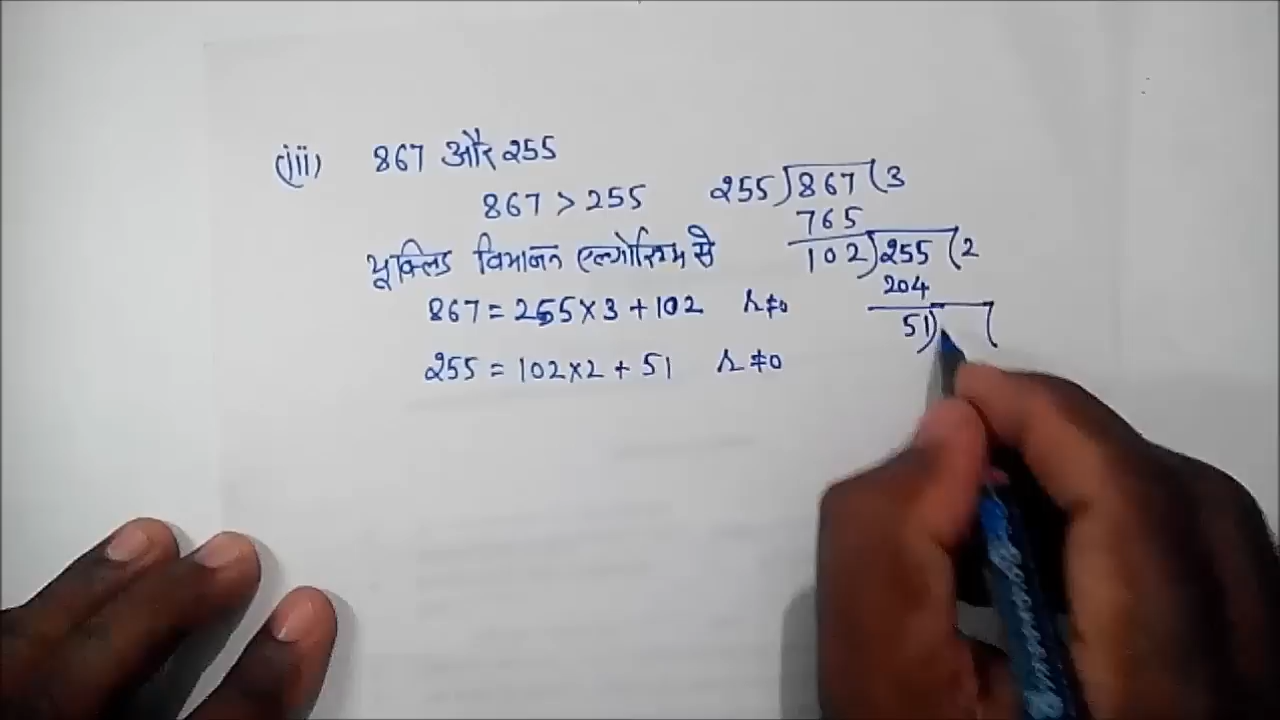 (iii) 867 और 255
867 > 255
यूक्लिड विभाजन एल्गोरिथ्म से
867 = 255 × 3 + 102 r ≠ 0
255 = 102 × 2 + 51 r ≠ 0
255)867(3
765
102)255(2
204
51)